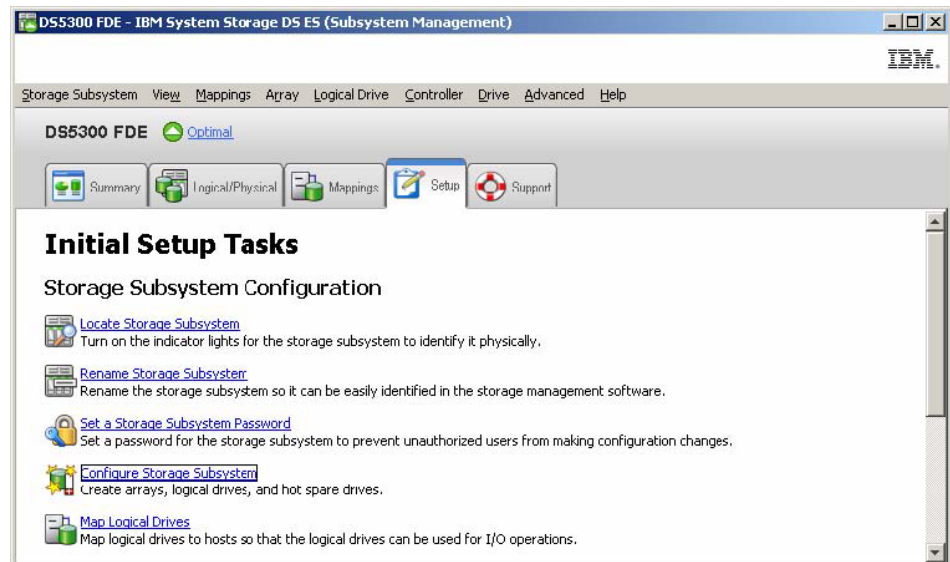 DS5300 FDE - IBM System Storage DS ES (Subsystem Management)
IBM.
Storage Subsystem View Mappings Array Logical Drive Controller Drive Advanced Help
DS5300 FDE Optimal
Summary Logical/Physical Mappings Setup Support
Initial Setup Tasks
Storage Subsystem Configuration
Locate Storage Subsystem
Turn on the indicator lights for the storage subsystem to identify it physically.
Rename Storage Subsystem
Rename the storage subsystem so it can be easily identified in the storage management software.
Set a Storage Subsystem Password
Set a password for the storage subsystem to prevent unauthorized users from making configuration changes.
Configure Storage Subsystem
Create arrays, logical drives, and hot spare drives.
Map Logical Drives
Map logical drives to hosts so that the logical drives can be used for I/O operations.